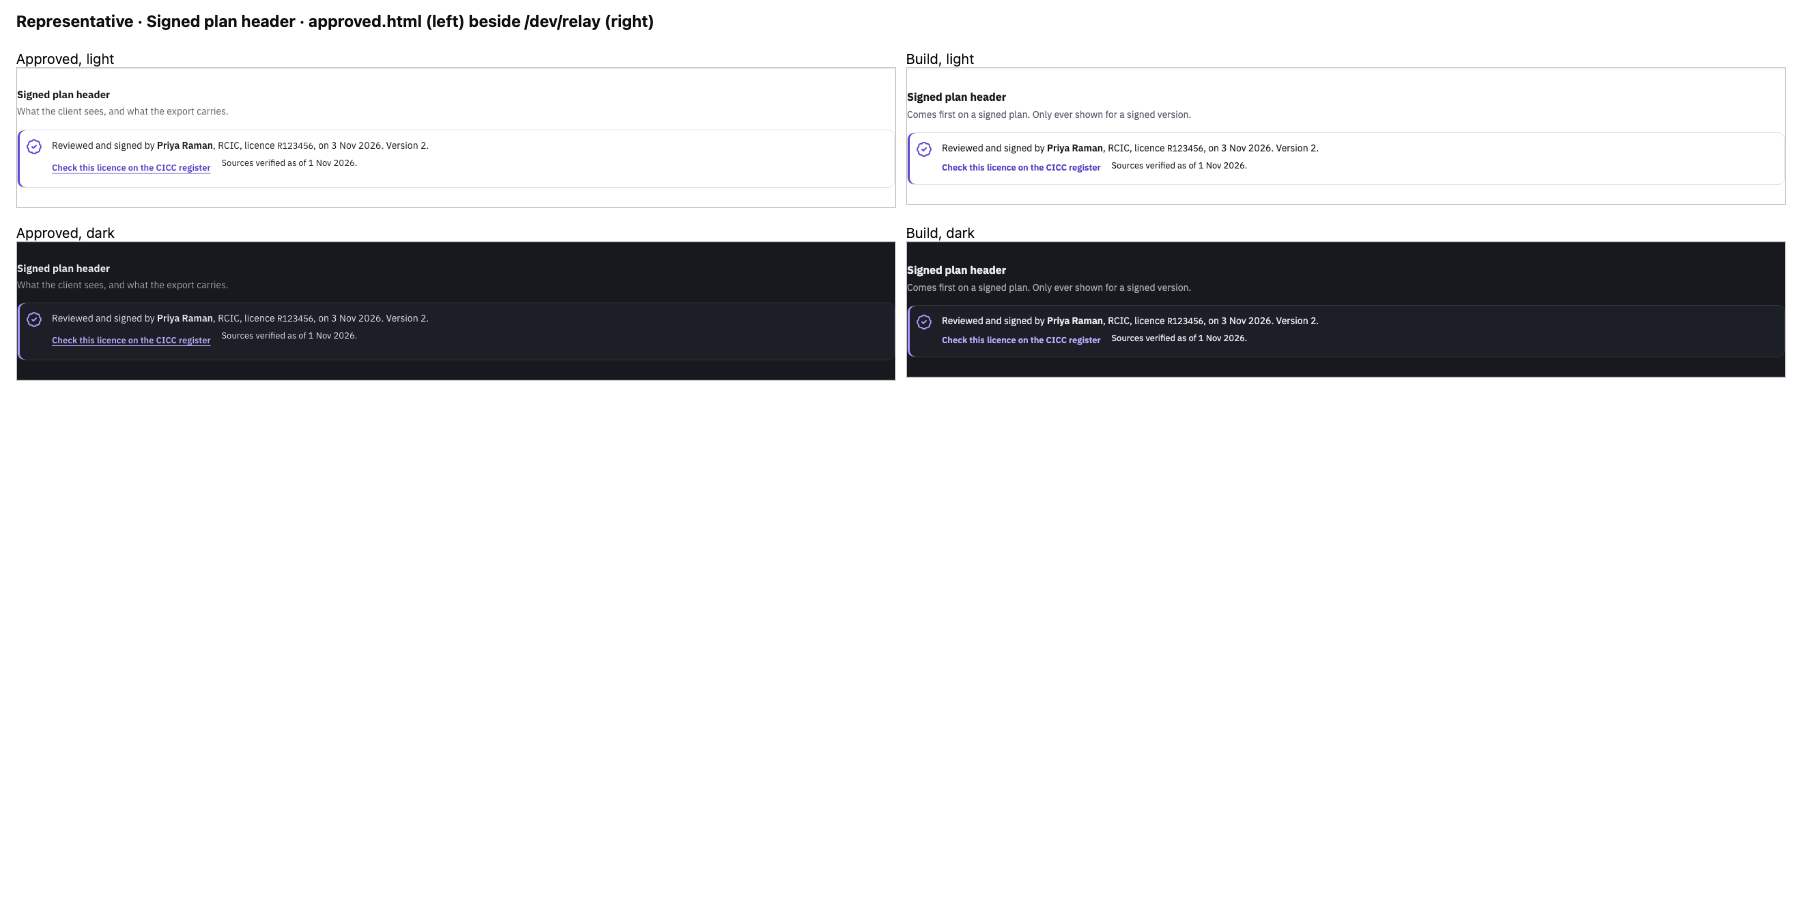 Representative · Signed plan header · approved.html (left) beside /dev/relay (right)
Approved, light
Signed plan header
What the client sees, and what the export carries.
Reviewed and signed by Priya Raman, RCIC, licence R123456, on 3 Nov 2026. Version 2.
Check this licence on the CICC register Sources verified as of 1 Nov 2026.
Build, light
Signed plan header
Comes first on a signed plan. Only ever shown for a signed version.
Reviewed and signed by Priya Raman, RCIC, licence R123456, on 3 Nov 2026. Version 2.
Check this licence on the CICC register Sources verified as of 1 Nov 2026.
Approved, dark
Signed plan header
What the client sees, and what the export carries.
Reviewed and signed by Priya Raman, RCIC, licence R123456, on 3 Nov 2026. Version 2.
Check this licence on the CICC register Sources verified as of 1 Nov 2026.
Build, dark
Signed plan header
Comes first on a signed plan. Only ever shown for a signed version.
Reviewed and signed by Priya Raman, RCIC, licence R123456, on 3 Nov 2026. Version 2.
Check this licence on the CICC register Sources verified as of 1 Nov 2026.